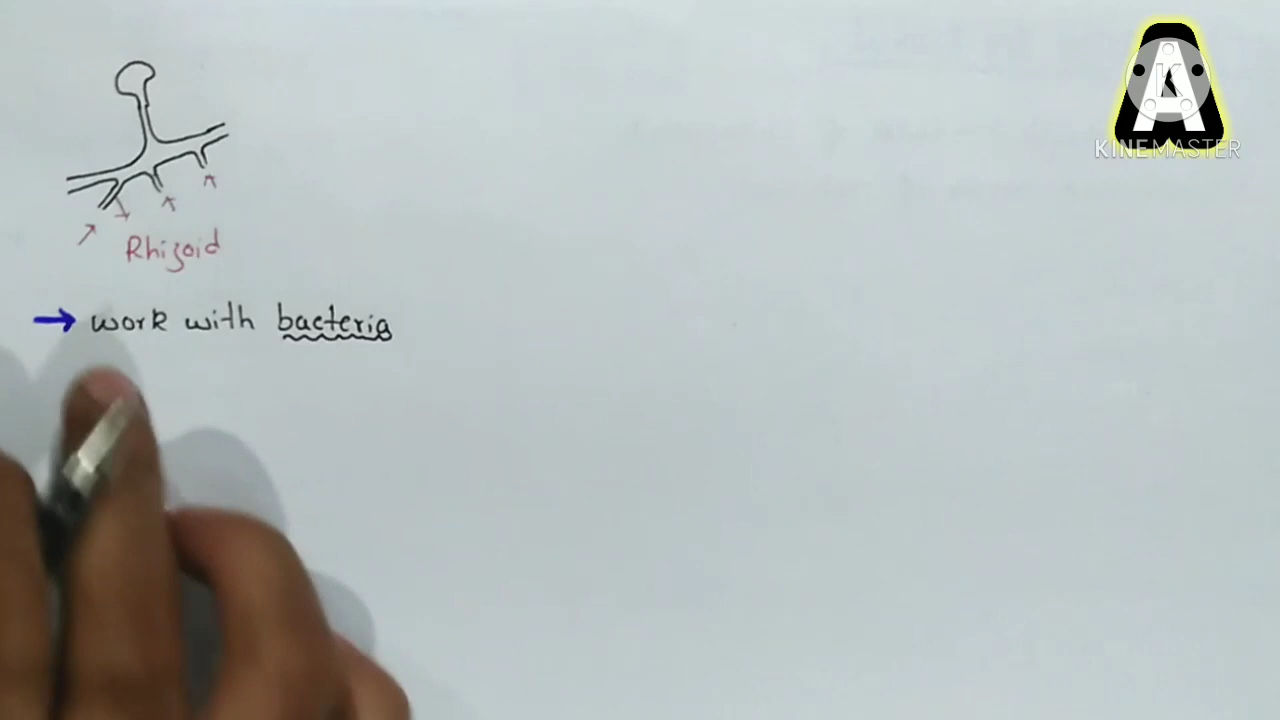 Rhizoid
→ work with bacteria
A
K
KINEMASTER